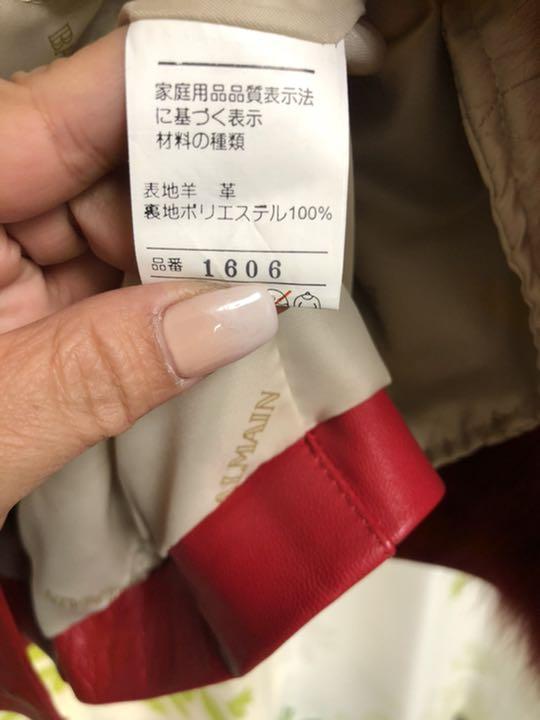 家庭用品品質表示法
に基づく表示
材料の種類
表地羊 革
裏地ポリエステル100%
品番 1606
BALMAIN